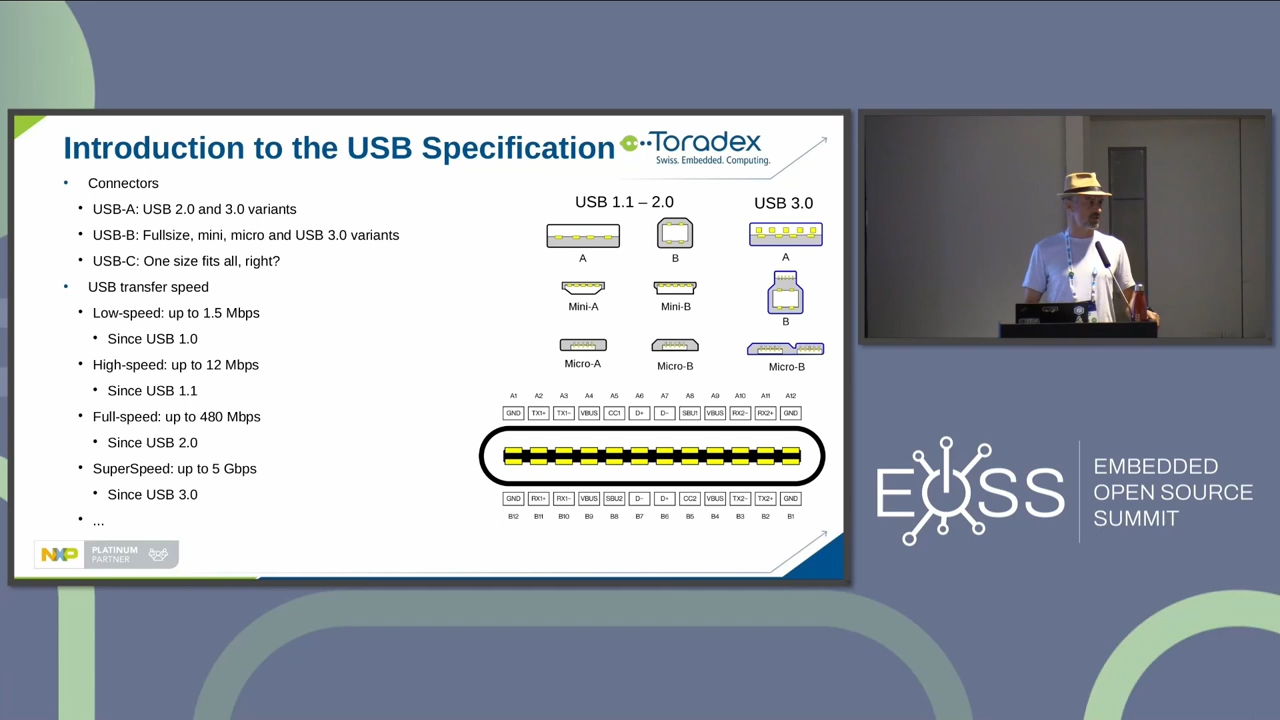 Introduction to the USB Specification
Toradex
Swiss. Embedded. Computing.
• Connectors
• USB-A: USB 2.0 and 3.0 variants
• USB-B: Fullsize, mini, micro and USB 3.0 variants
• USB-C: One size fits all, right?
• USB transfer speed
• Low-speed: up to 1.5 Mbps
• Since USB 1.0
• High-speed: up to 12 Mbps
• Since USB 1.1
• Full-speed: up to 480 Mbps
• Since USB 2.0
• SuperSpeed: up to 5 Gbps
• Since USB 3.0
• ...
USB 1.1 – 2.0
USB 3.0
A
B
A
Mini-A
Mini-B
B
Micro-A
Micro-B
Micro-B
A1 A2 A3 A4 A5 A6 A7 A8 A9 A10 A11 A12
GND TX1+ TX1− VBUS CC1 D+ D− SBU1 VBUS RX2− RX2+ GND
GND RX1+ RX1− VBUS SBU2 D− D+ CC2 VBUS TX2− TX2+ GND
B12 B11 B10 B9 B8 B7 B6 B5 B4 B3 B2 B1
NXP
PLATINUM
PARTNER
EOSS
EMBEDDED
OPEN SOURCE
SUMMIT